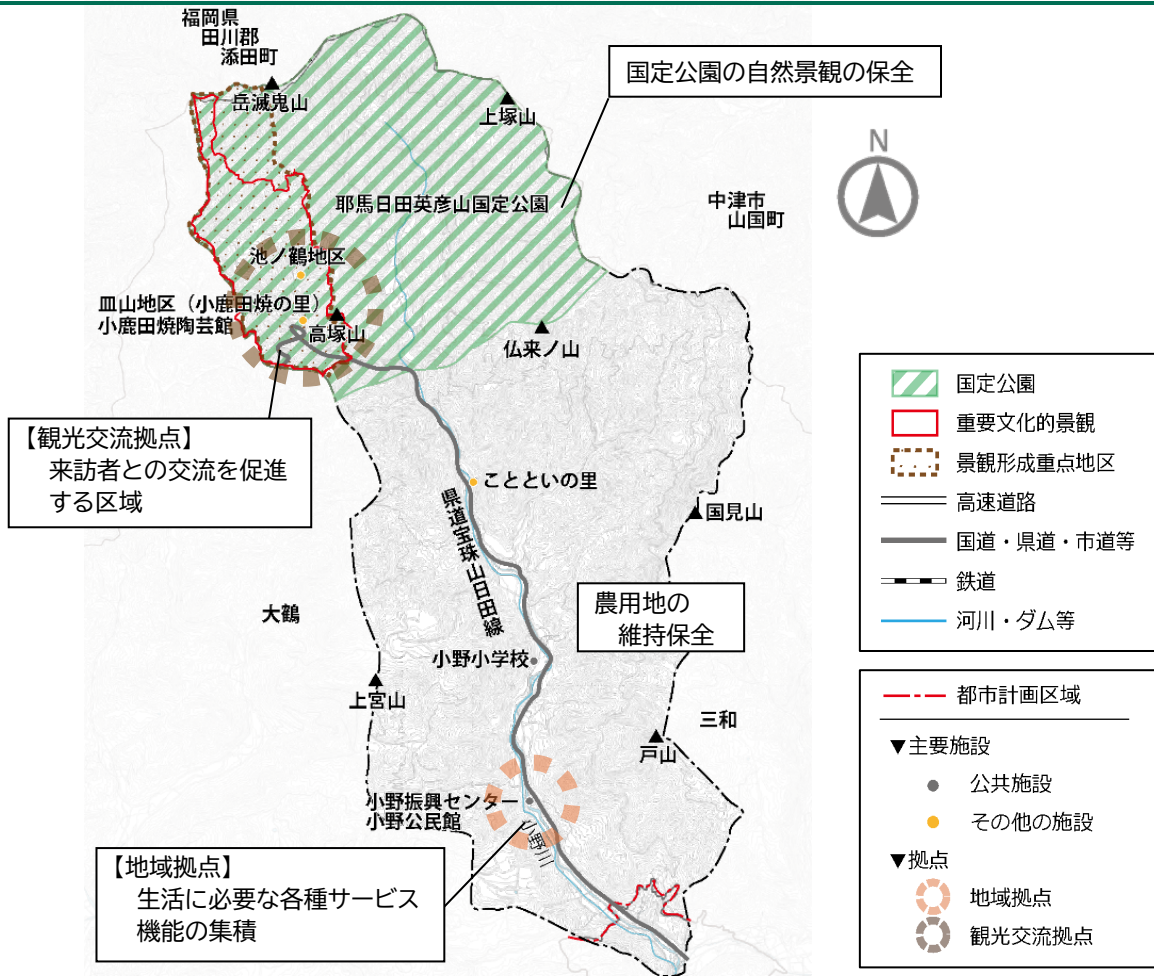 福岡県
田川郡
添田町
国定公園の自然景観の保全
岳滅鬼山
上塚山
N
耶馬日田英彦山国定公園
中津市
山国町
池ノ鶴地区
皿山地区（小鹿田焼の里）
小鹿田焼陶芸館
高塚山
仏来ノ山
【観光交流拠点】
来訪者との交流を促進
する区域
ことといの里
県道宝珠山日田線
国見山
大鶴
農用地の
維持保全
小野小学校
上宮山
三和
戸山
小野振興センター
小野公民館
小野川
【地域拠点】
生活に必要な各種サービス
機能の集積
国定公園
重要文化的景観
景観形成重点地区
高速道路
国道・県道・市道等
鉄道
河川・ダム等
都市計画区域
▼主要施設
公共施設
その他の施設
▼拠点
地域拠点
観光交流拠点